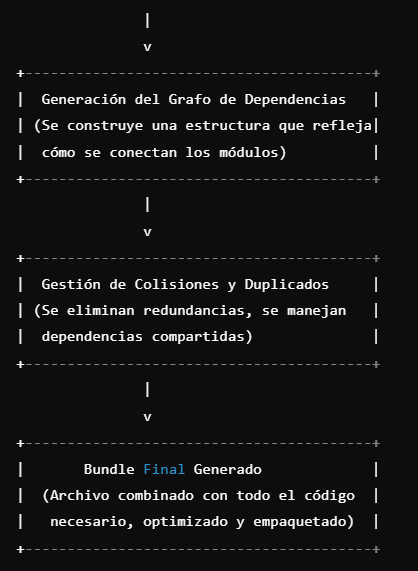 |
v
+----------------------------------------+
|  Generación del Grafo de Dependencias   |
| (Se construye una estructura que refleja|
|  cómo se conectan los módulos)          |
+----------------------------------------+
|
v
+----------------------------------------+
|  Gestión de Colisiones y Duplicados     |
| (Se eliminan redundancias, se manejan   |
|  dependencias compartidas)              |
+----------------------------------------+
|
v
+----------------------------------------+
|       Bundle Final Generado             |
|  (Archivo combinado con todo el código  |
|   necesario, optimizado y empaquetado)  |
+----------------------------------------+